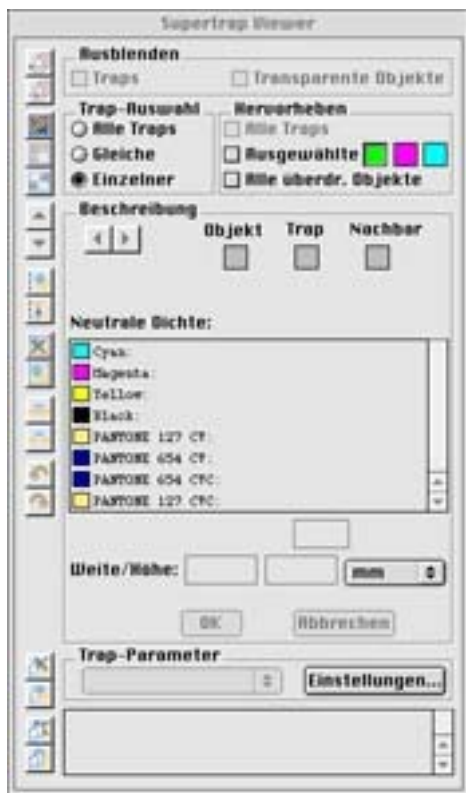 Supertrap Viewer
Ausblenden
Traps
Transparente Objekte
Trap-Auswahl
Alle Traps
Gleiche
Einzelner
Hervorheben
Alle Traps
Ausgewählte
Alle überdr. Objekte
Beschreibung
Objekt Trap Nachbar
Neutrale Dichte:
Cyan:
Magenta:
Yellow:
Black:
PANTONE 127 CV:
PANTONE 654 CV:
PANTONE 654 CVC:
PANTONE 127 CVC:
Weite/Höhe:
mm
OK
Abbrechen
Trap-Parameter
Einstellungen...